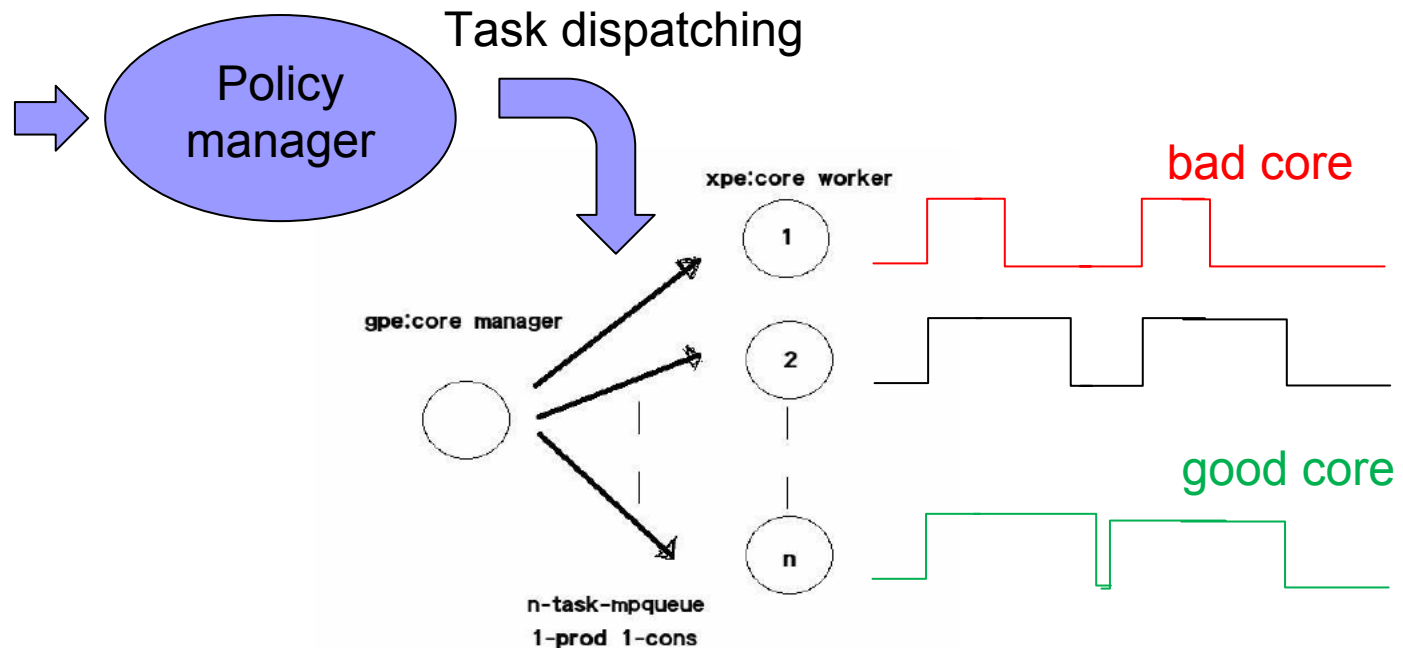 Task dispatching
Policy
manager
bad core
xpe:core worker
1
gpe:core manager
2
good core
n
n-task-mpqueue
1-prod 1-cons